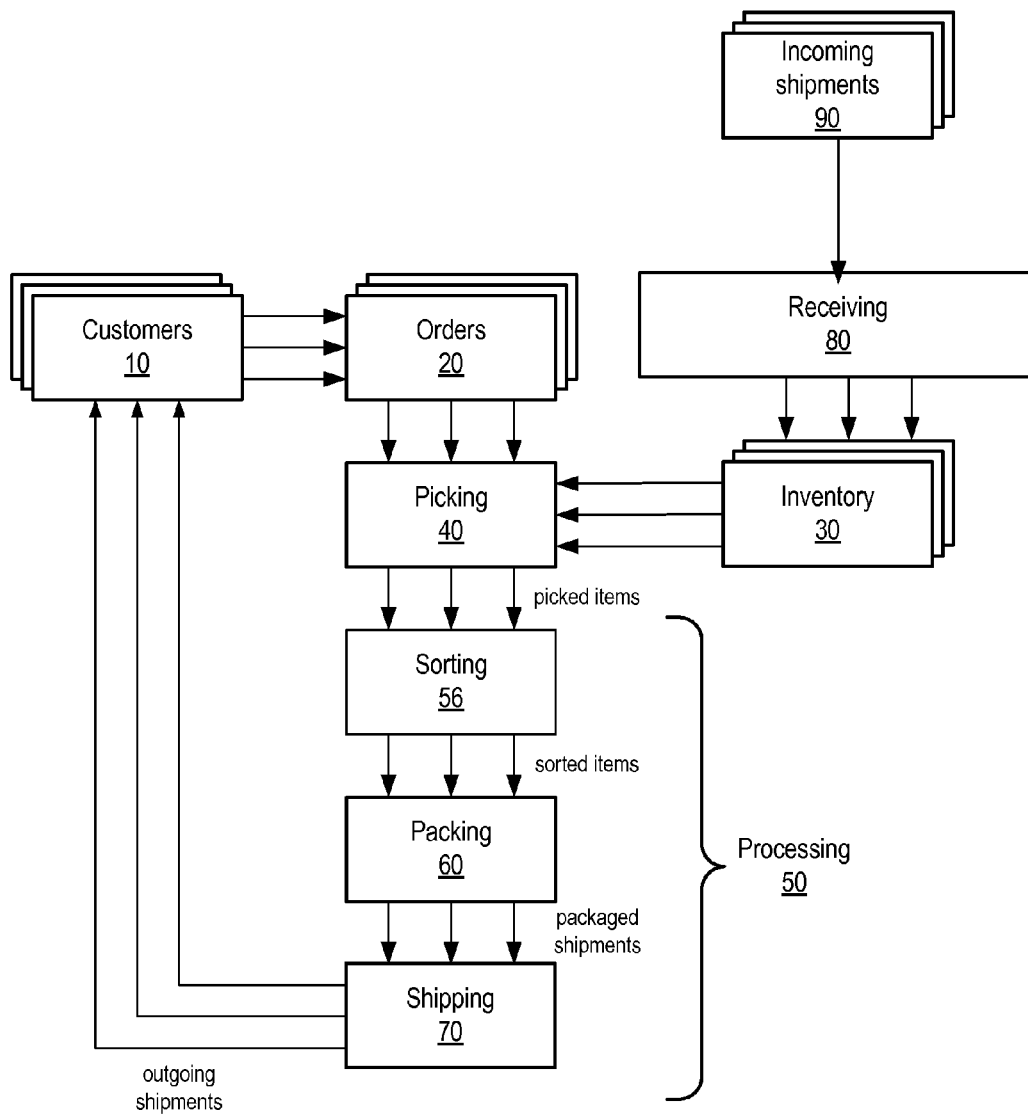 Incoming
shipments
90
Receiving
80
Customers
10
Orders
20
Picking
40
Inventory
30
picked items
Sorting
56
sorted items
Packing
60
Processing
50
packaged
shipments
Shipping
70
outgoing
shipments